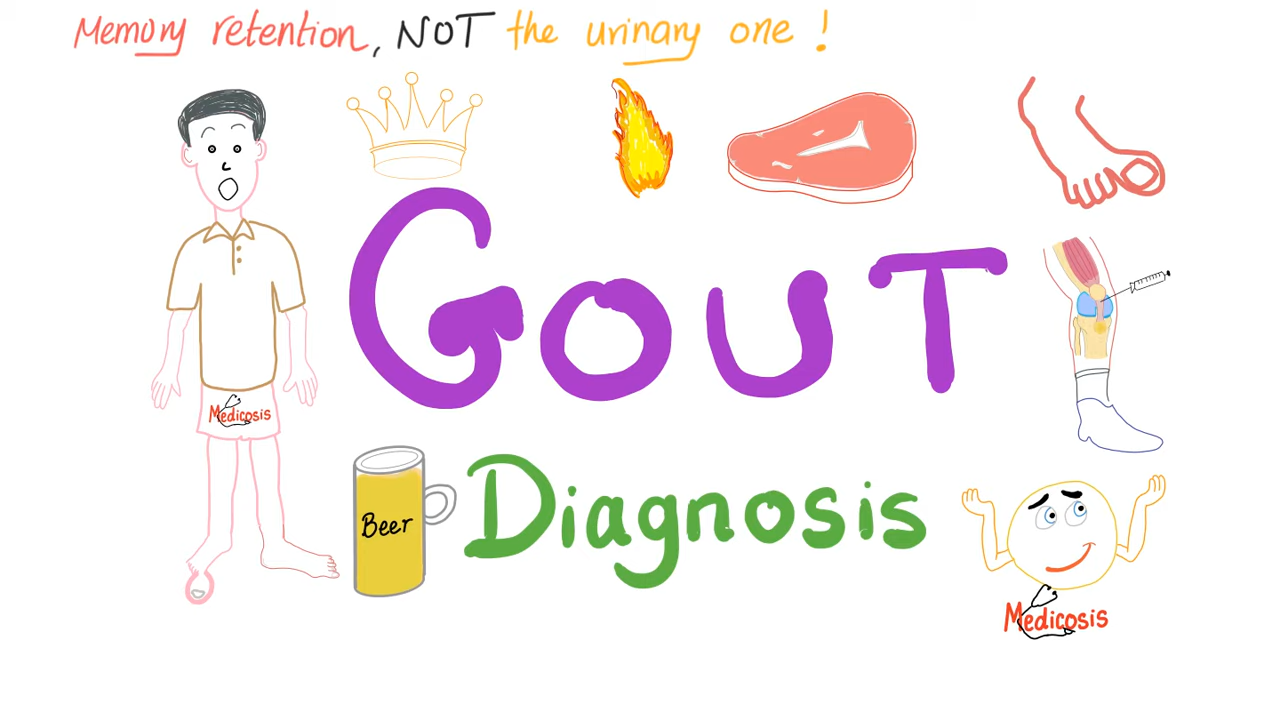 Memory retention, NOT the urinary one !
GOUT
Medicosis
Beer
Diagnosis
Medicosis